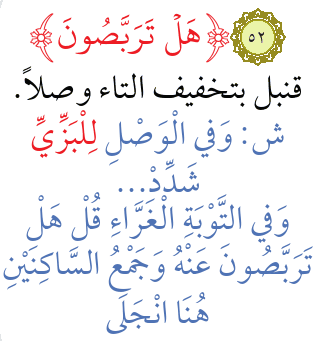 ﴿هَلۡ تَرَبَّصُونَ﴾ ٥٢
قنبل بتخفيف التاء وصلاً.
ش: وَفِي الْوَصْلِ لِلْبَزِّيِّ
شَدِّدْ...
وَفِي التَّوْبَةِ الْغَرَّاءِ قُلْ هَلْ
تَرَبَّصُونَ عَنْهُ وَجَمْعُ السَّاكِنَيْنِ
هُنَا انْجَلَى